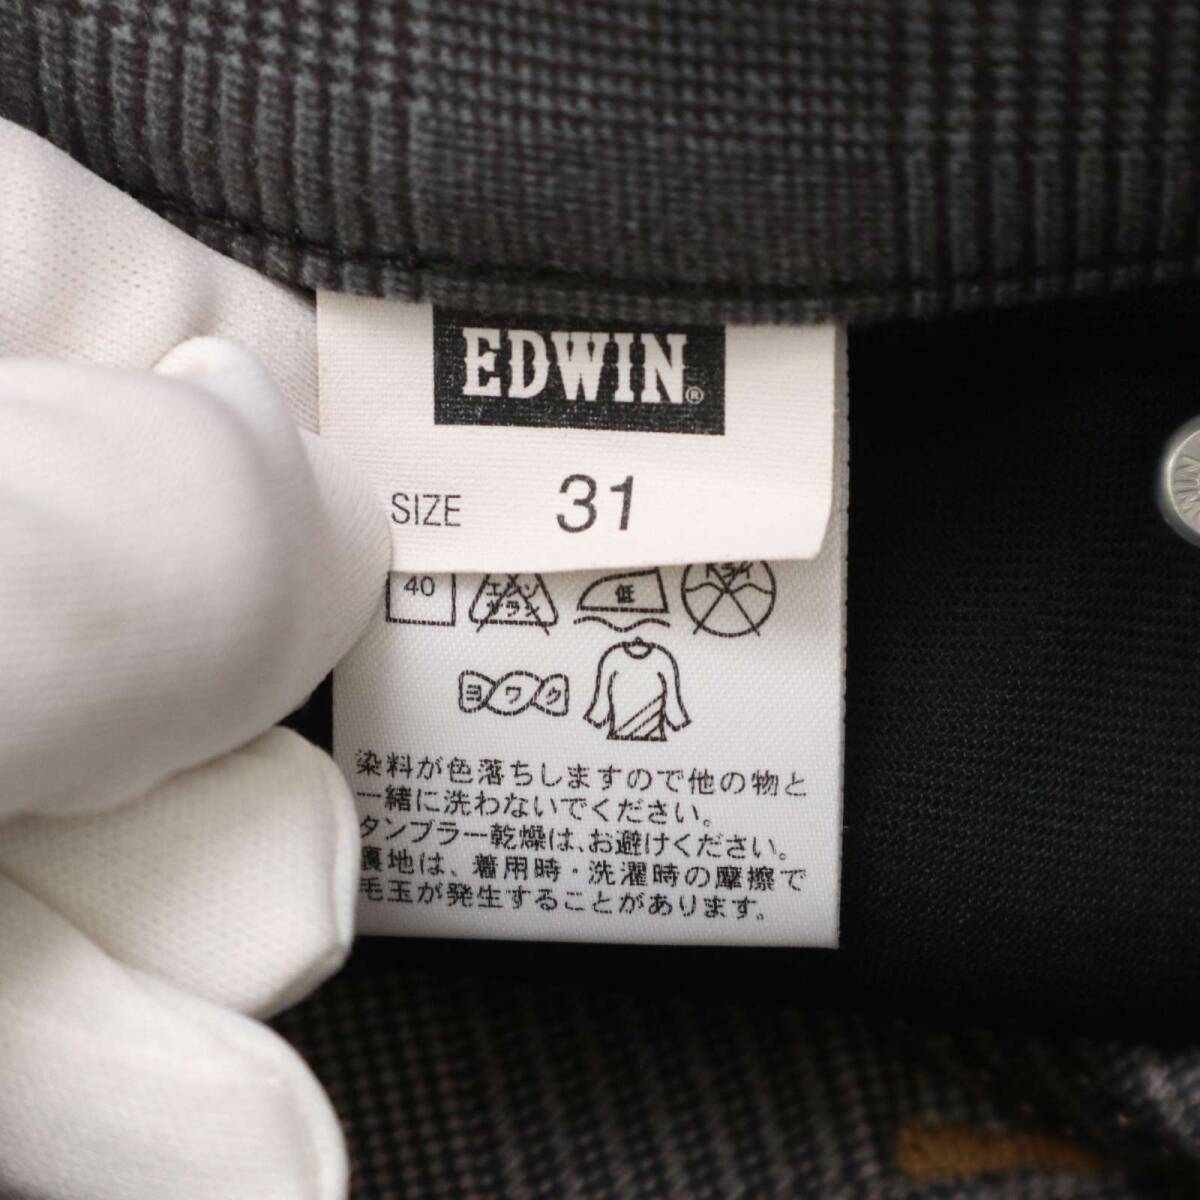 EDWIN®
SIZE 31
40 エンソ サラシ 低 ドライ
ヨワク
染料が色落ちしますので他の物と
一緒に洗わないでください。
タンブラー乾燥は、お避けください。
裏地は、着用時・洗濯時の摩擦で
毛玉が発生することがあります。